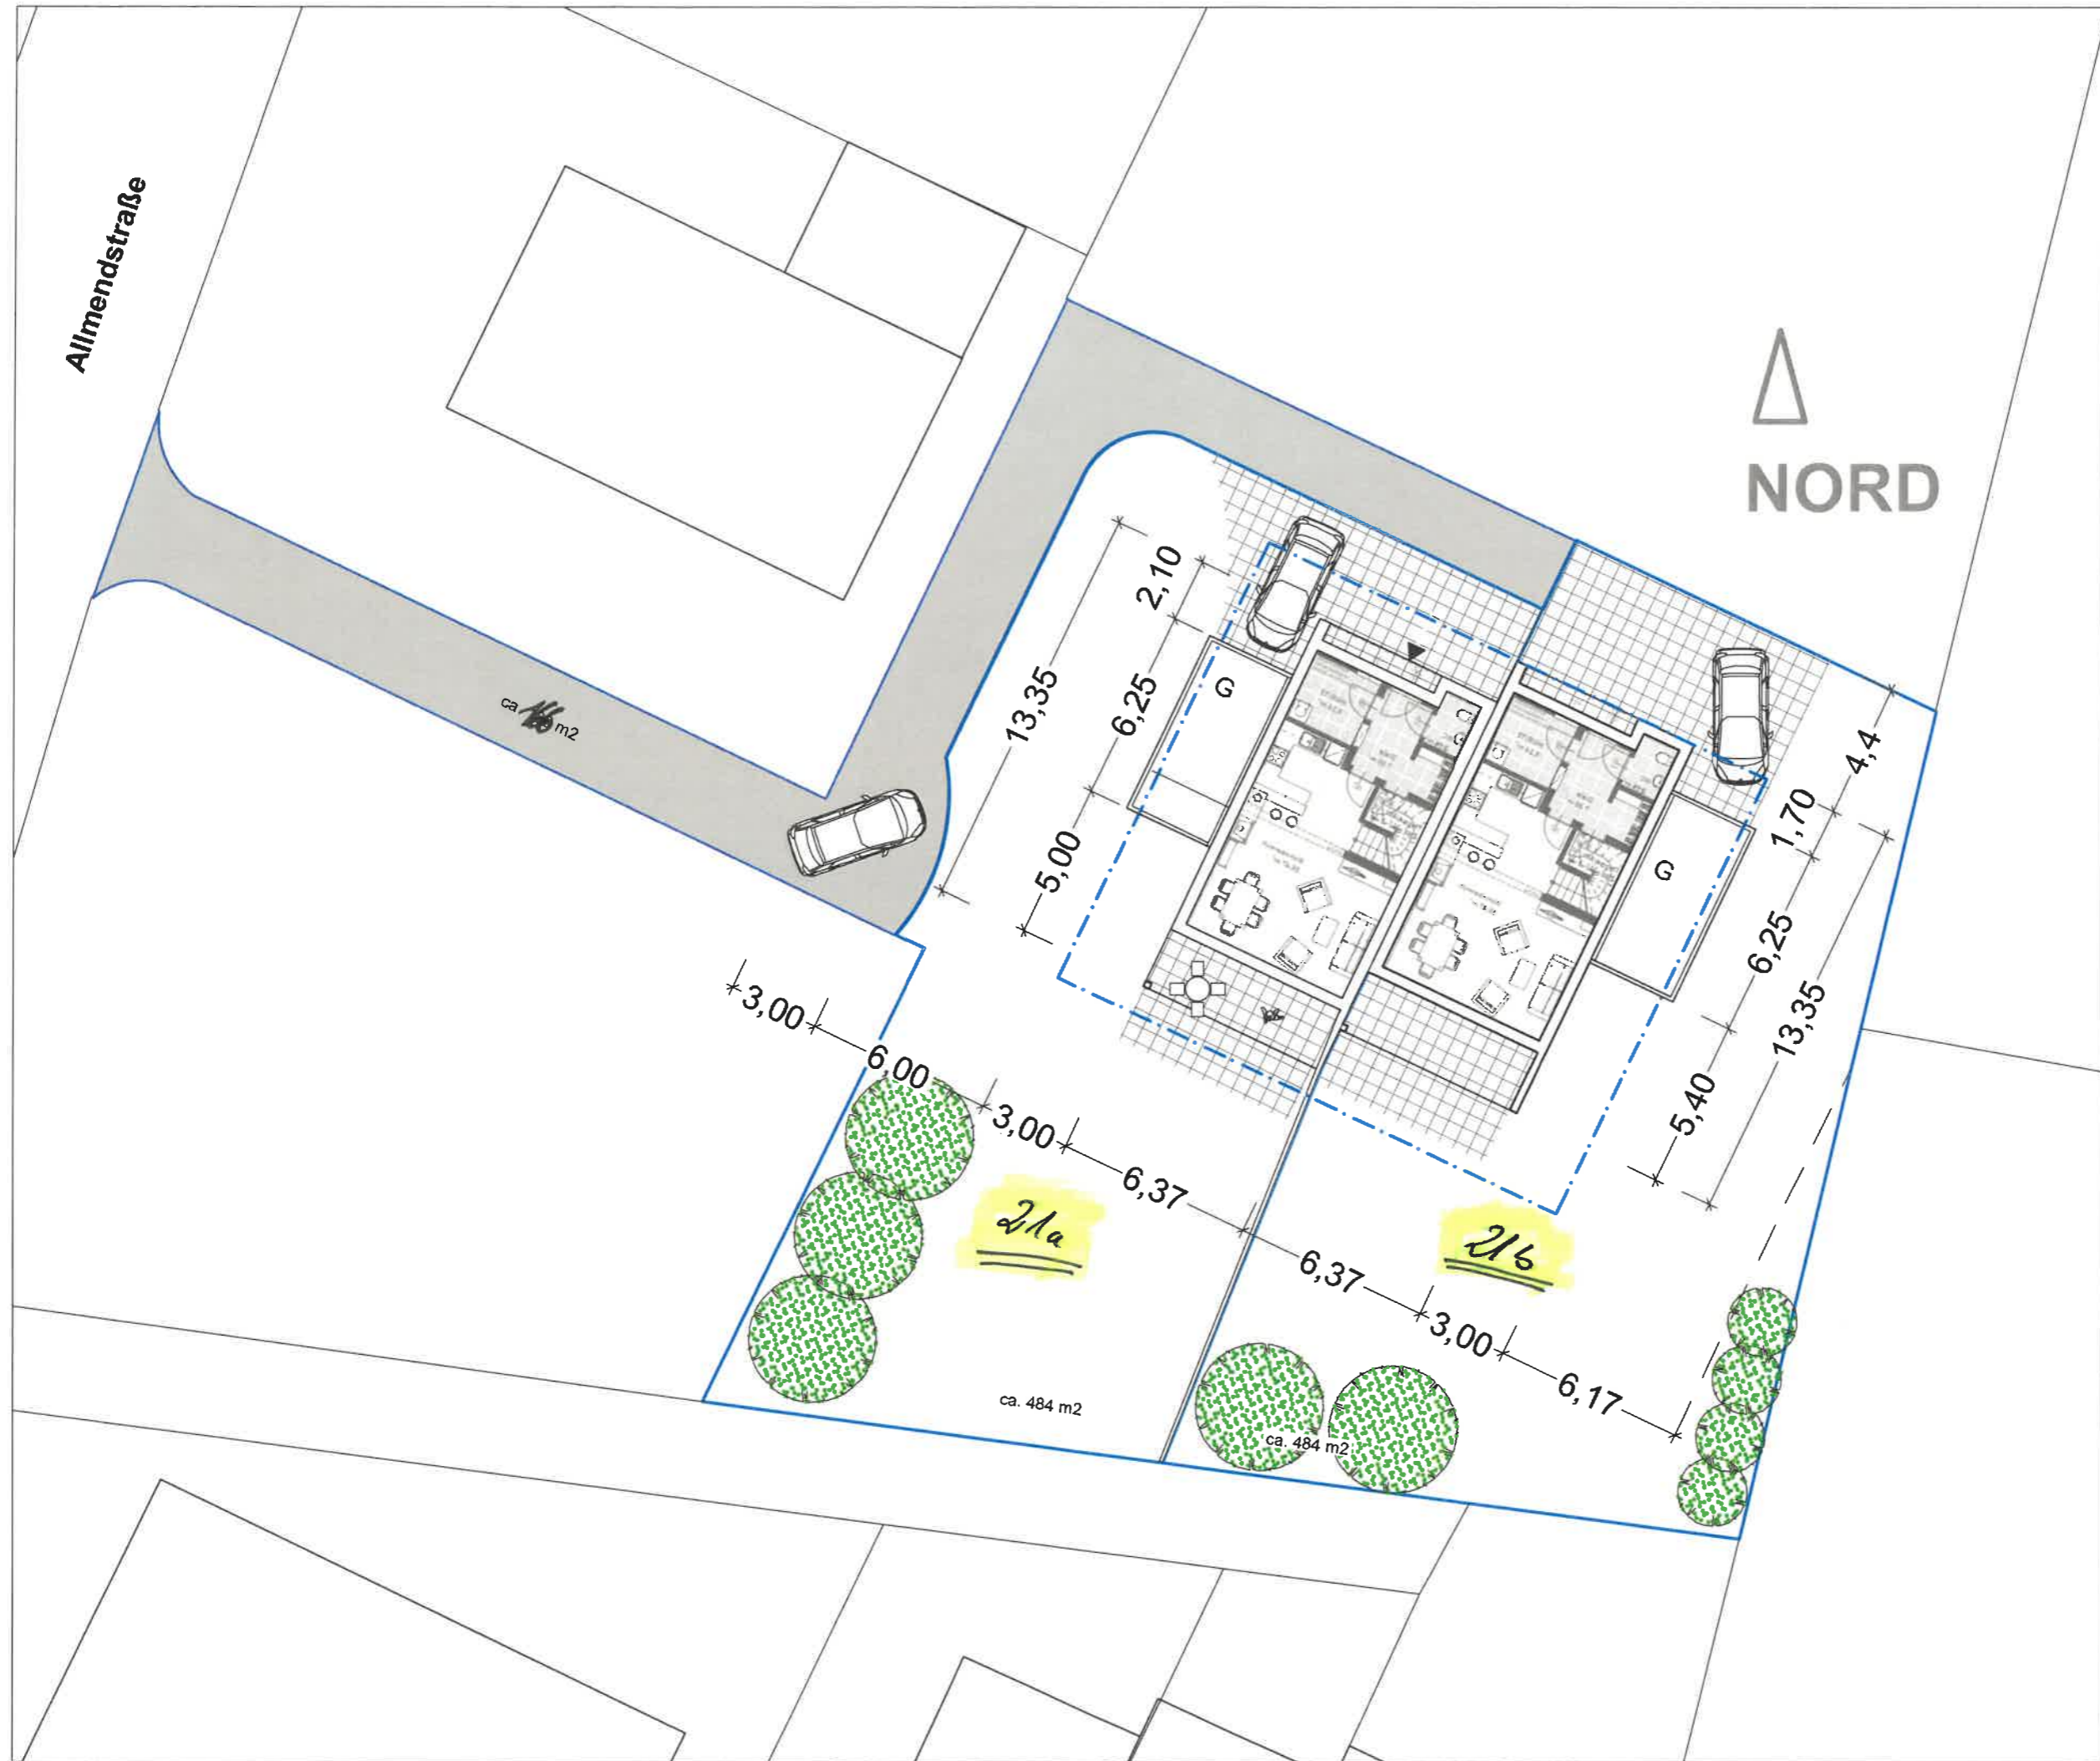 Allmendstraße
NORD
2,10
13,35
6,25
G
4,4
ca
m2
1,70
5,00
G
6,25
13,35
3,00
6,00
5,40
3,00
6,37
21a
21b
6,37
3,00
6,17
ca. 484 m2
ca. 484 m2